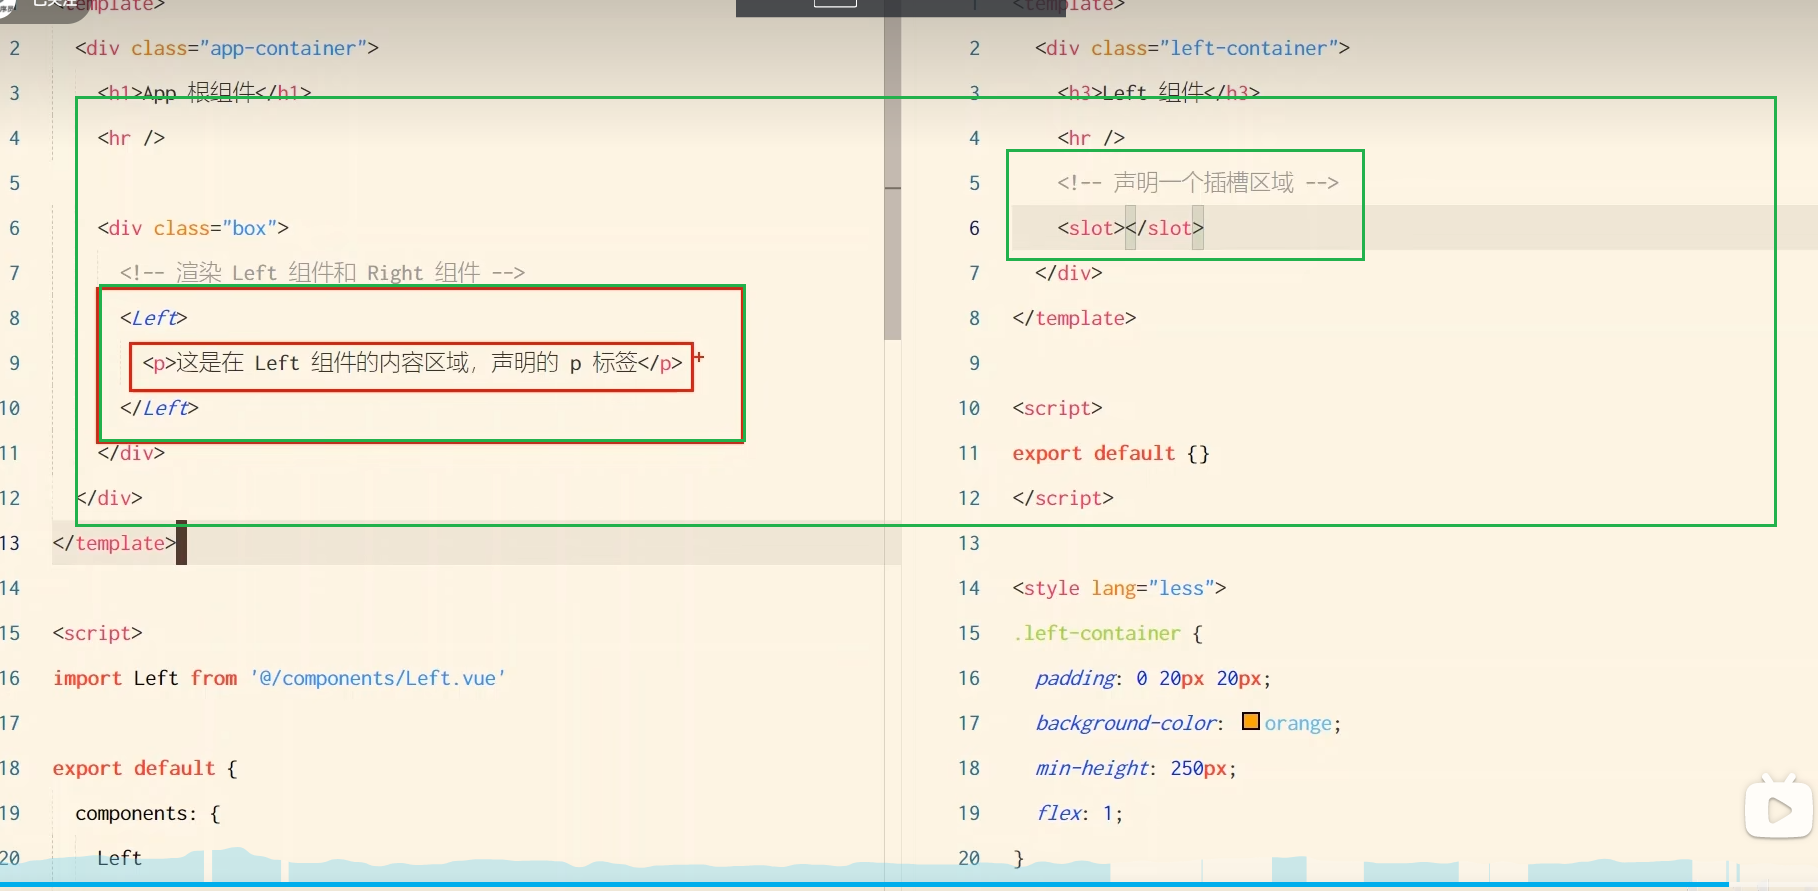 已关注
<template>
2 <div class="app-container">
3 <h1>App 根组件</h1>
4 <hr />
5
6 <div class="box">
7 <!-- 渲染 Left 组件和 Right 组件 -->
8 <Left>
9 <p>这是在 Left 组件的内容区域，声明的 p 标签</p>
10 </Left>
11 </div>
12 </div>
13 </template>
14
15 <script>
16 import Left from '@/components/Left.vue'
17
18 export default {
19 components: {
20 Left
1 <template>
2 <div class="left-container">
3 <h3>Left 组件</h3>
4 <hr />
5 <!-- 声明一个插槽区域 -->
6 <slot></slot>
7 </div>
8 </template>
9
10 <script>
11 export default {}
12 </script>
13
14 <style lang="less">
15 .left-container {
16 padding: 0 20px 20px;
17 background-color: orange;
18 min-height: 250px;
19 flex: 1;
20 }